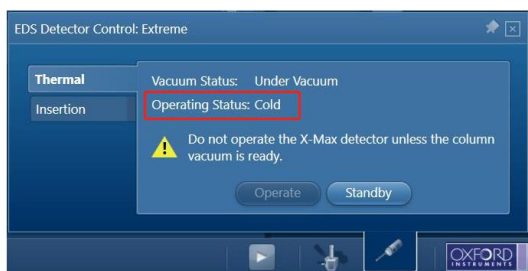 EDS Detector Control: Extreme
Thermal
Insertion
Vacuum Status: Under Vacuum
Operating Status: Cold
Do not operate the X-Max detector unless the column
vacuum is ready.
Operate
Standby
OXFORD
INSTRUMENTS